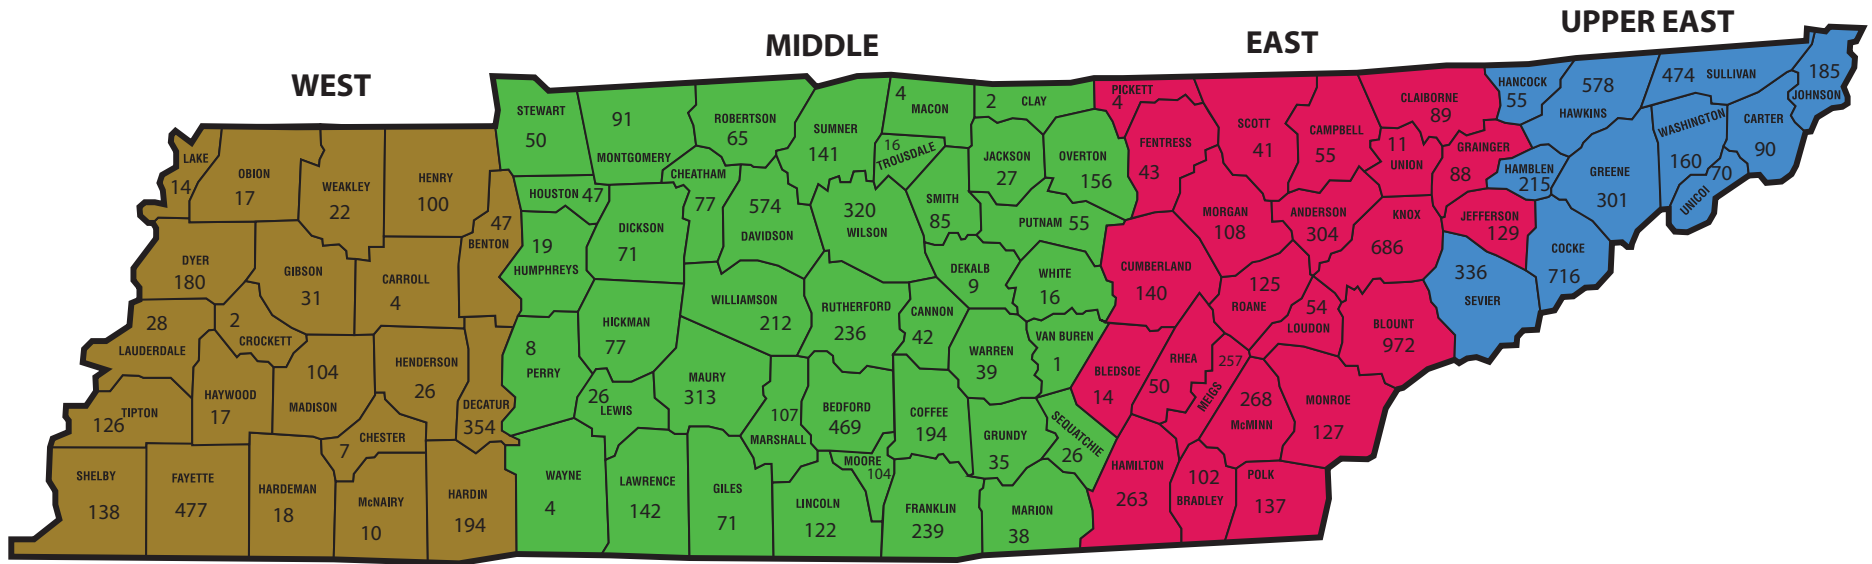 WEST
MIDDLE
EAST
UPPER EAST
LAKE
14
OBION
17
WEAKLEY
22
HENRY
100
47
BENTON
DYER
180
GIBSON
31
CARROLL
4
28
LAUDERDALE
2
CROCKETT
HAYWOOD
17
104
MADISON
HENDERSON
26
DECATUR
354
TIPTON
126
7
CHESTER
SHELBY
138
FAYETTE
477
HARDEMAN
18
McNAIRY
10
HARDIN
194
STEWART
50
91
MONTGOMERY
ROBERTSON
65
SUMNER
141
4
MACON
16
TROUSDALE
2 CLAY
HOUSTON 47
CHEATHAM
77
574
DAVIDSON
320
WILSON
SMITH
85
JACKSON
27
OVERTON
156
PUTNAM 55
19
HUMPHREYS
DICKSON
71
HICKMAN
77
WILLIAMSON
212
RUTHERFORD
236
CANNON
42
DEKALB
9
WHITE
16
WARREN
39
VAN BUREN
1
8
PERRY
26
LEWIS
MAURY
313
107
MARSHALL
BEDFORD
469
COFFEE
194
GRUNDY
35
SEQUATCHIE
26
WAYNE
4
LAWRENCE
142
GILES
71
LINCOLN
122
MOORE
104
FRANKLIN
239
MARION
38
PICKETT
4
FENTRESS
43
SCOTT
41
CAMPBELL
55
CLAIBORNE
89
11
UNION
GRAINGER
88
MORGAN
108
ANDERSON
304
KNOX
686
JEFFERSON
129
CUMBERLAND
140
125
ROANE
54
LOUDON
BLOUNT
972
BLEDSOE
14
RHEA
50
257
MEIGS
268
McMINN
MONROE
127
HAMILTON
263
102
BRADLEY
POLK
137
HANCOCK
55
578
HAWKINS
474 SULLIVAN
185
JOHNSON
WASHINGTON
160
CARTER
90
70
UNICOI
HAMBLEN
215
GREENE
301
COCKE
716
336
SEVIER